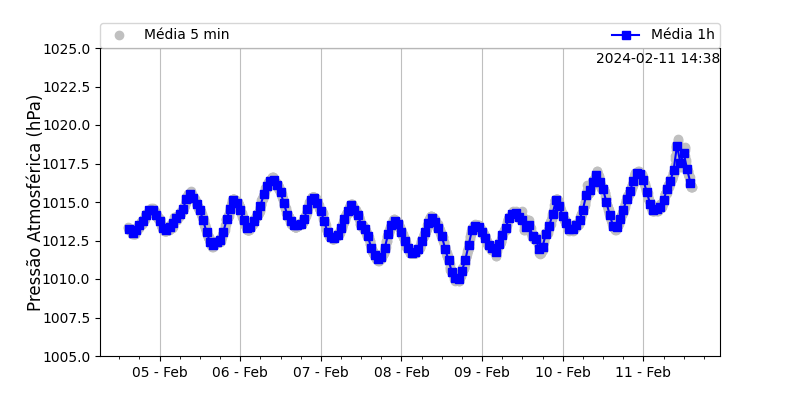 Média 5 min
Média 1h
2024-02-11 14:38
Pressão Atmosférica (hPa)
1025.0
1022.5
1020.0
1017.5
1015.0
1012.5
1010.0
1007.5
1005.0
05 - Feb
06 - Feb
07 - Feb
08 - Feb
09 - Feb
10 - Feb
11 - Feb